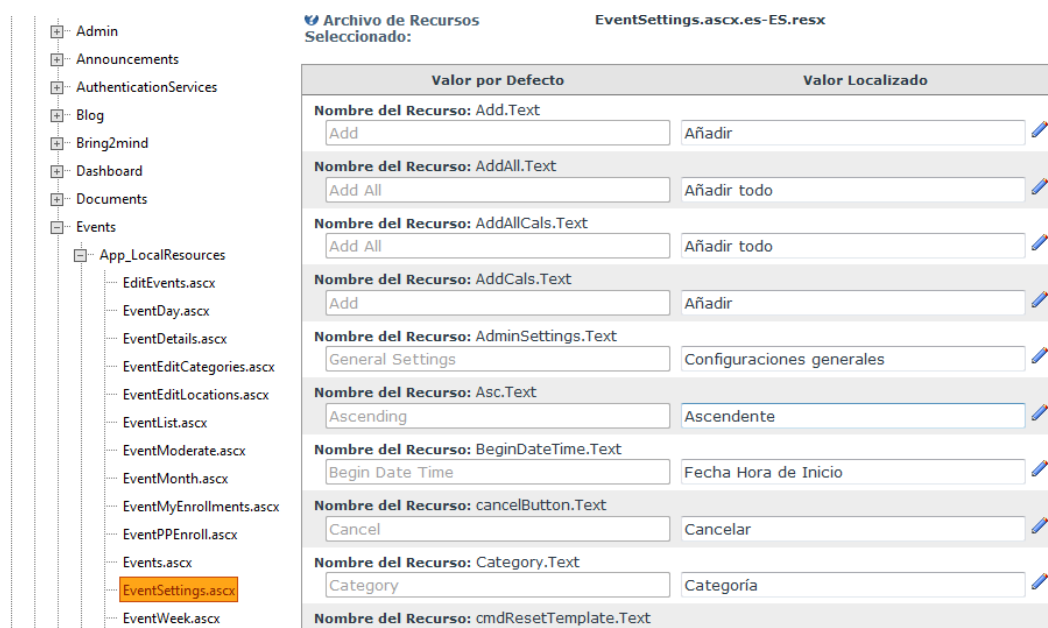 Admin
Announcements
AuthenticationServices
Blog
Bring2mind
Dashboard
Documents
Events
App_LocalResources
EditEvents.ascx
EventDay.ascx
EventDetails.ascx
EventEditCategories.ascx
EventEditLocations.ascx
EventList.ascx
EventModerate.ascx
EventMonth.ascx
EventMyEnrollments.ascx
EventPPEnroll.ascx
Events.ascx
EventSettings.ascx
EventWeek.ascx
Archivo de Recursos
Seleccionado:
EventSettings.ascx.es-ES.resx
Valor por Defecto Valor Localizado
Nombre del Recurso: Add.Text
Add Añadir
Nombre del Recurso: AddAll.Text
Add All Añadir todo
Nombre del Recurso: AddAllCals.Text
Add All Añadir todo
Nombre del Recurso: AddCals.Text
Add Añadir
Nombre del Recurso: AdminSettings.Text
General Settings Configuraciones generales
Nombre del Recurso: Asc.Text
Ascending Ascendente
Nombre del Recurso: BeginDateTime.Text
Begin Date Time Fecha Hora de Inicio
Nombre del Recurso: cancelButton.Text
Cancel Cancelar
Nombre del Recurso: Category.Text
Category Categoría
Nombre del Recurso: cmdResetTemplate.Text